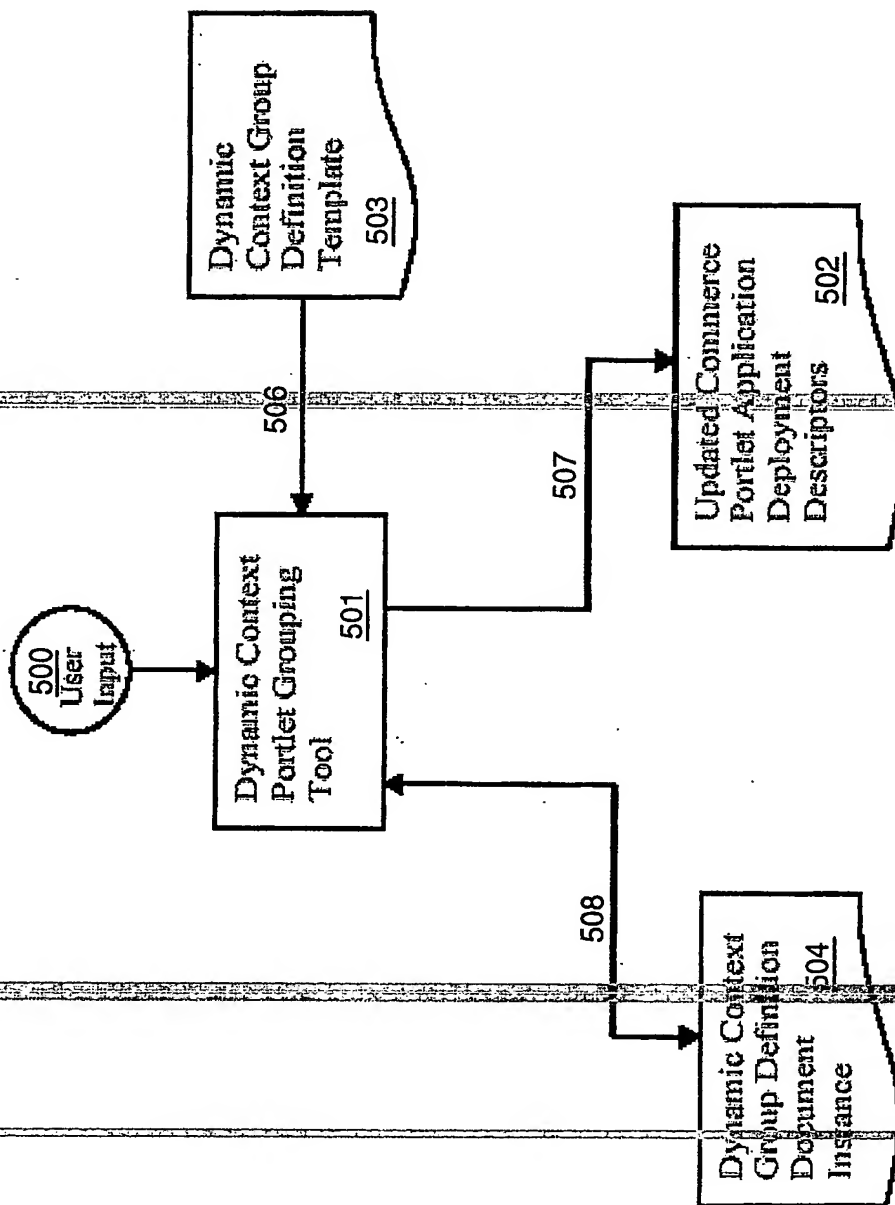 500
User
Input
Dynamic Context
Portlet Grouping
Tool
501
506
Dynamic
Context Group
Definition
Template
503
508
507
Dynamic Context
Group Definition
Document 504
Instance
Updated Commerce
Portlet Application
Deployment
Descriptors
502